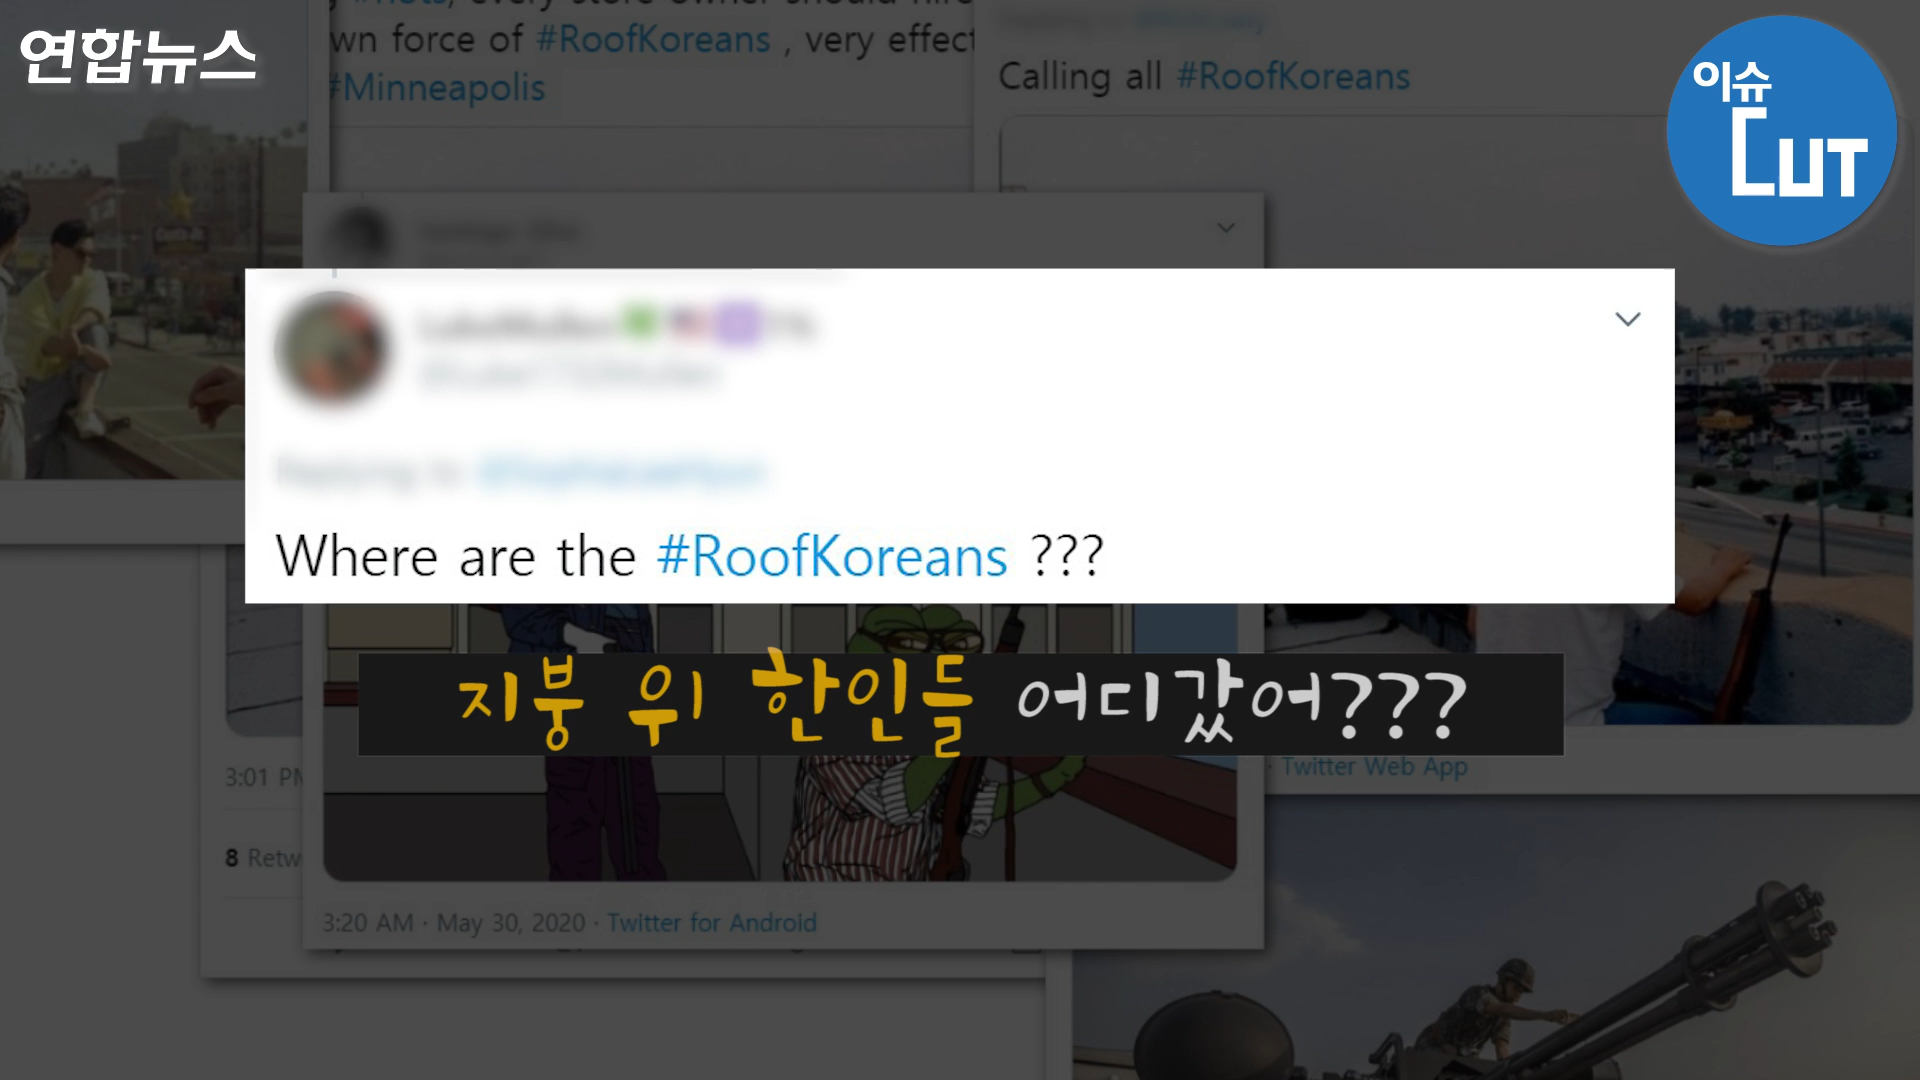 연합뉴스
이슈
CUT
wn force of #RoofKoreans , very effect
#Minneapolis
Calling all #RoofKoreans
Where are the #RoofKoreans ???
지붕 위 한인들 어디갔어???
3:01 PM
· Twitter Web App
8 Retw
3:20 AM · May 30, 2020 · Twitter for Android